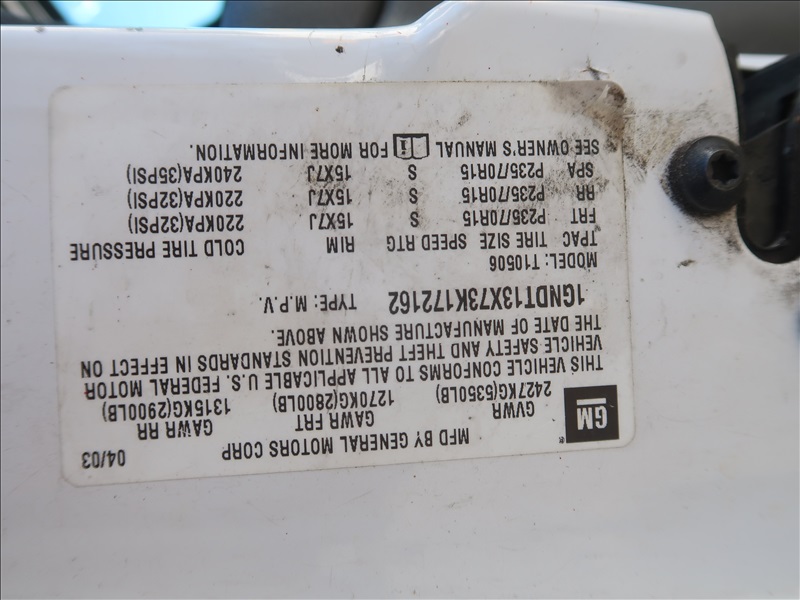 MFD BY GENERAL MOTORS CORP 04/03
GM
GVWR GAWR FRT GAWR RR
2427KG(5350LB) 1270KG(2800LB) 1315KG(2900LB)
THIS VEHICLE CONFORMS TO ALL APPLICABLE U.S. FEDERAL MOTOR
VEHICLE SAFETY AND THEFT PREVENTION STANDARDS IN EFFECT ON
THE DATE OF MANUFACTURE SHOWN ABOVE.
1GNDT13X73K172162 TYPE: M.P.V.
MODEL: T10506
TPAC TIRE SIZE SPEED RTG RIM COLD TIRE PRESSURE
FRT P235/70R15 S 15X7J 220KPA(32PSI)
RR P235/70R15 S 15X7J 220KPA(32PSI)
SPA P235/70R15 S 15X7J 240KPA(35PSI)
SEE OWNER'S MANUAL FOR MORE INFORMATION.